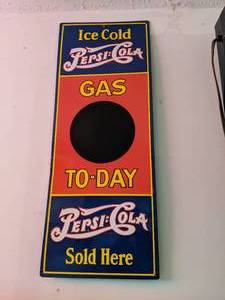 Ice Cold
PEPSI:COLA
GAS
TO-DAY
PEPSI:COLA
Sold Here